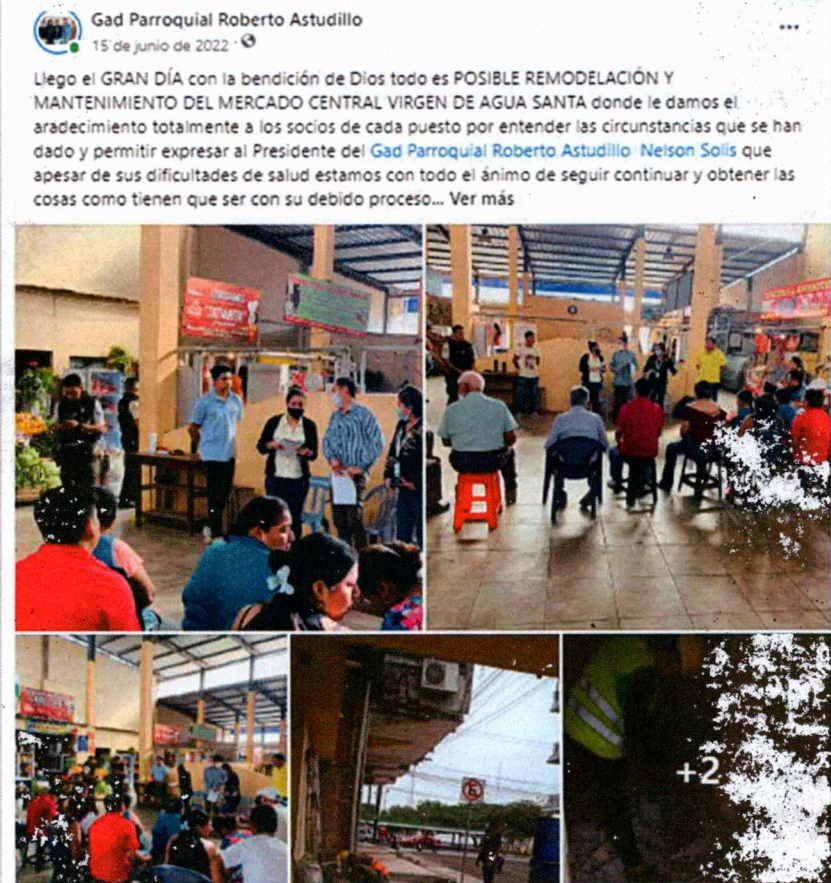 Gad Parroquial Roberto Astudillo
15 de junio de 2022
Llego el GRAN DÍA con la bendición de Dios todo es POSIBLE REMODELACIÓN Y
MANTENIMIENTO DEL MERCADO CENTRAL VIRGEN DE AGUA SANTA donde le damos el
aradecimiento totalmente a los socios de cada puesto por entender las circunstancias que se han
dado y permitir expresar al Presidente del Gad Parroquial Roberto Astudillo Nelson Solis que
apesar de sus dificultades de salud estamos con todo el ánimo de seguir continuar y obtener las
cosas como tienen que ser con su debido proceso... Ver más
+2